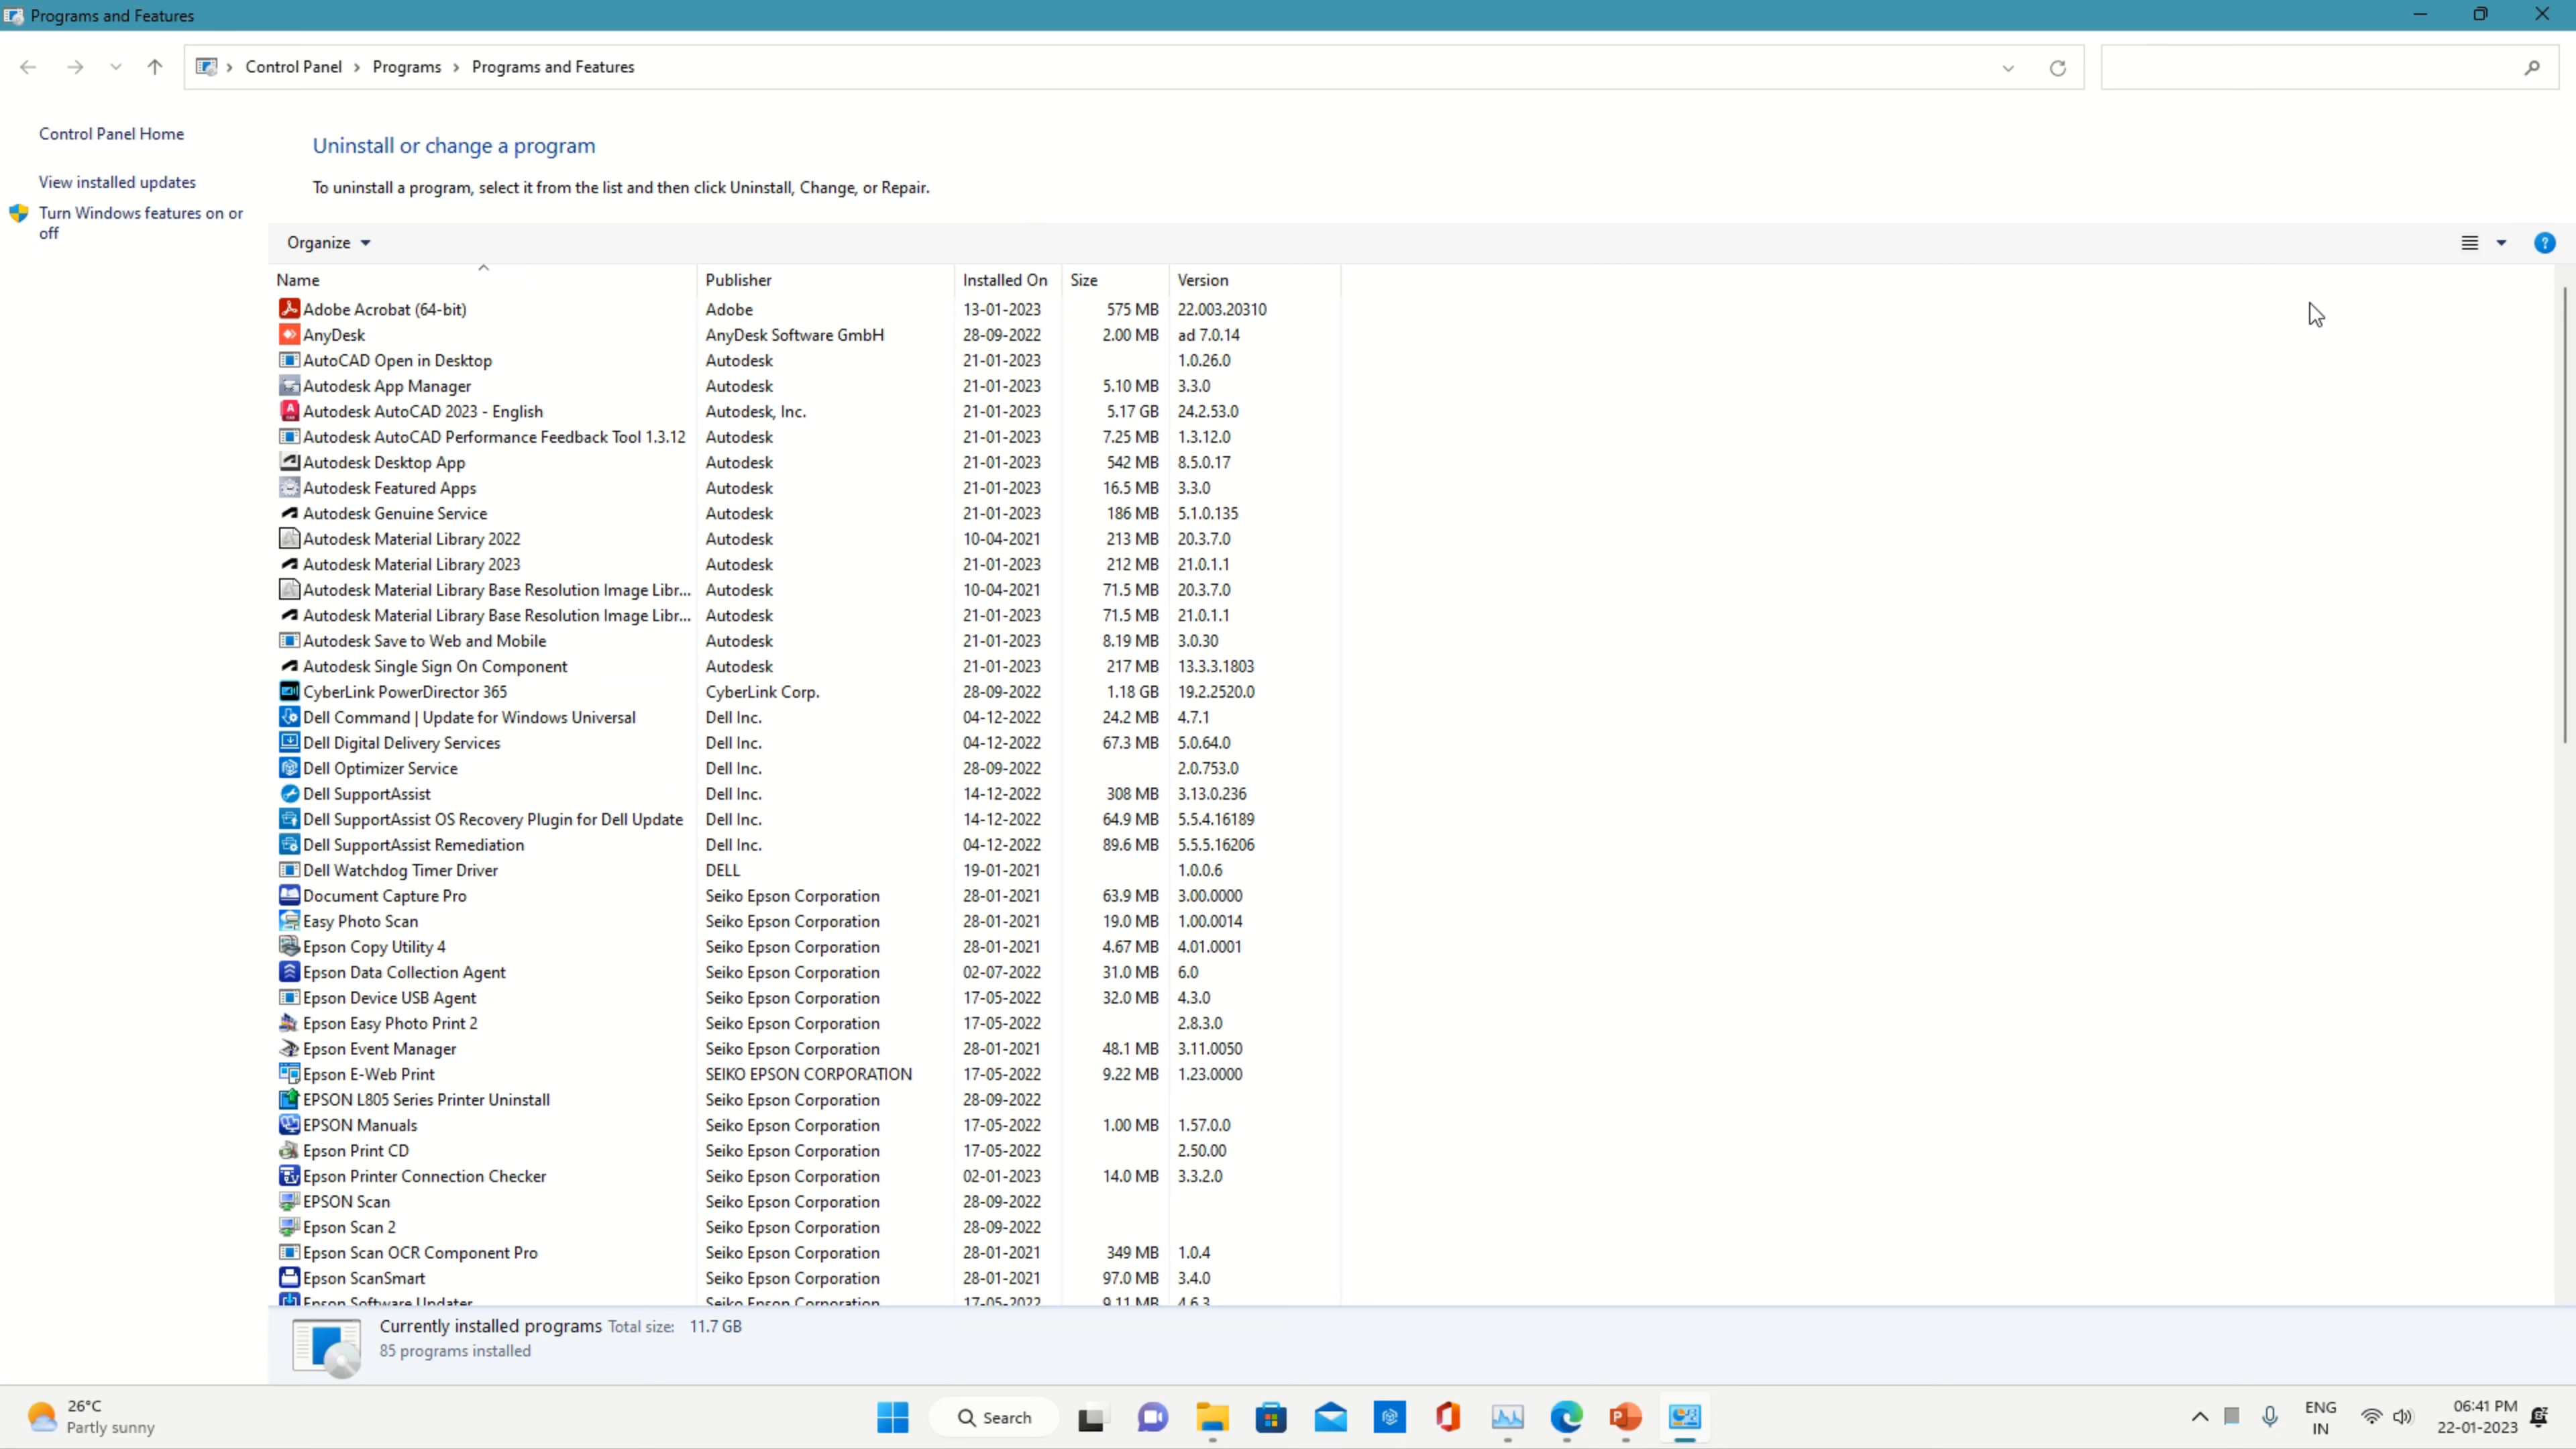 Programs and Features
Control Panel > Programs > Programs and Features
Control Panel Home
View installed updates
Turn Windows features on or
off
Uninstall or change a program
To uninstall a program, select it from the list and then click Uninstall, Change, or Repair.
Organize
Name Publisher Installed On Size Version
Adobe Acrobat (64-bit) Adobe 13-01-2023 575 MB 22.003.20310
AnyDesk AnyDesk Software GmbH 28-09-2022 2.00 MB ad 7.0.14
AutoCAD Open in Desktop Autodesk 21-01-2023 1.0.26.0
Autodesk App Manager Autodesk 21-01-2023 5.10 MB 3.3.0
Autodesk AutoCAD 2023 - English Autodesk, Inc. 21-01-2023 5.17 GB 24.2.53.0
Autodesk AutoCAD Performance Feedback Tool 1.3.12 Autodesk 21-01-2023 7.25 MB 1.3.12.0
Autodesk Desktop App Autodesk 21-01-2023 542 MB 8.5.0.17
Autodesk Featured Apps Autodesk 21-01-2023 16.5 MB 3.3.0
Autodesk Genuine Service Autodesk 21-01-2023 186 MB 5.1.0.135
Autodesk Material Library 2022 Autodesk 10-04-2021 213 MB 20.3.7.0
Autodesk Material Library 2023 Autodesk 21-01-2023 212 MB 21.0.1.1
Autodesk Material Library Base Resolution Image Libr... Autodesk 10-04-2021 71.5 MB 20.3.7.0
Autodesk Material Library Base Resolution Image Libr... Autodesk 21-01-2023 71.5 MB 21.0.1.1
Autodesk Save to Web and Mobile Autodesk 21-01-2023 8.19 MB 3.0.30
Autodesk Single Sign On Component Autodesk 21-01-2023 217 MB 13.3.3.1803
CyberLink PowerDirector 365 CyberLink Corp. 28-09-2022 1.18 GB 19.2.2520.0
Dell Command | Update for Windows Universal Dell Inc. 04-12-2022 24.2 MB 4.7.1
Dell Digital Delivery Services Dell Inc. 04-12-2022 67.3 MB 5.0.64.0
Dell Optimizer Service Dell Inc. 28-09-2022 2.0.753.0
Dell SupportAssist Dell Inc. 14-12-2022 308 MB 3.13.0.236
Dell SupportAssist OS Recovery Plugin for Dell Update Dell Inc. 14-12-2022 64.9 MB 5.5.4.16189
Dell SupportAssist Remediation Dell Inc. 04-12-2022 89.6 MB 5.5.5.16206
Dell Watchdog Timer Driver DELL 19-01-2021 1.0.0.6
Document Capture Pro Seiko Epson Corporation 28-01-2021 63.9 MB 3.00.0000
Easy Photo Scan Seiko Epson Corporation 28-01-2021 19.0 MB 1.00.0014
Epson Copy Utility 4 Seiko Epson Corporation 28-01-2021 4.67 MB 4.01.0001
Epson Data Collection Agent Seiko Epson Corporation 02-07-2022 31.0 MB 6.0
Epson Device USB Agent Seiko Epson Corporation 17-05-2022 32.0 MB 4.3.0
Epson Easy Photo Print 2 Seiko Epson Corporation 17-05-2022 2.8.3.0
Epson Event Manager Seiko Epson Corporation 28-01-2021 48.1 MB 3.11.0050
Epson E-Web Print SEIKO EPSON CORPORATION 17-05-2022 9.22 MB 1.23.0000
EPSON L805 Series Printer Uninstall Seiko Epson Corporation 28-09-2022
EPSON Manuals Seiko Epson Corporation 17-05-2022 1.00 MB 1.57.0.0
Epson Print CD Seiko Epson Corporation 17-05-2022 2.50.00
Epson Printer Connection Checker Seiko Epson Corporation 02-01-2023 14.0 MB 3.3.2.0
EPSON Scan Seiko Epson Corporation 28-09-2022
Epson Scan 2 Seiko Epson Corporation 28-09-2022
Epson Scan OCR Component Pro Seiko Epson Corporation 28-01-2021 349 MB 1.0.4
Epson ScanSmart Seiko Epson Corporation 28-01-2021 97.0 MB 3.4.0
Epson Software Updater Seiko Epson Corporation 17-05-2022 9.11 MB 4.6.3
Currently installed programs Total size: 11.7 GB
85 programs installed
26°C
Partly sunny
Search
ENG
IN
06:41 PM
22-01-2023